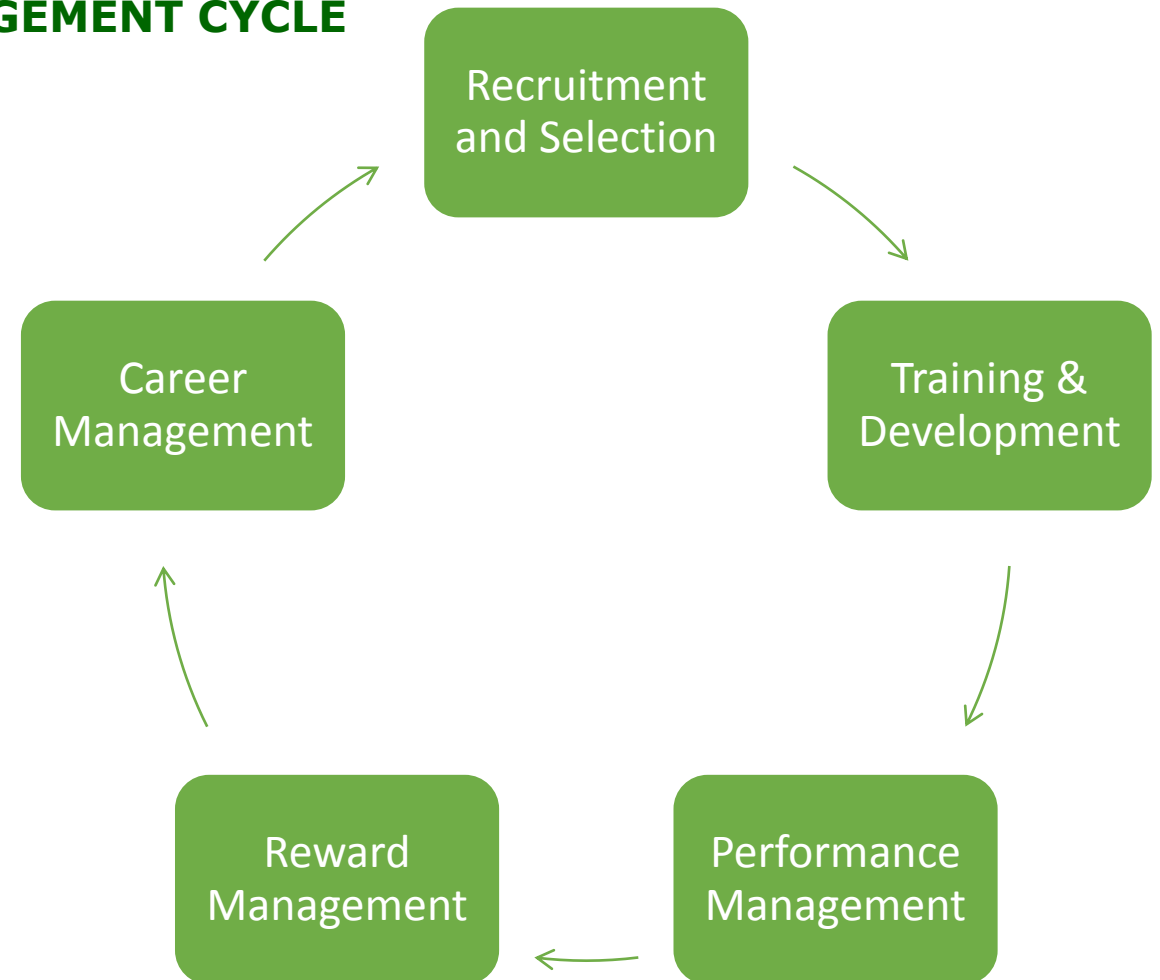 GEMENT CYCLE
Recruitment
and Selection
Training &
Development
Performance
Management
Reward
Management
Career
Management